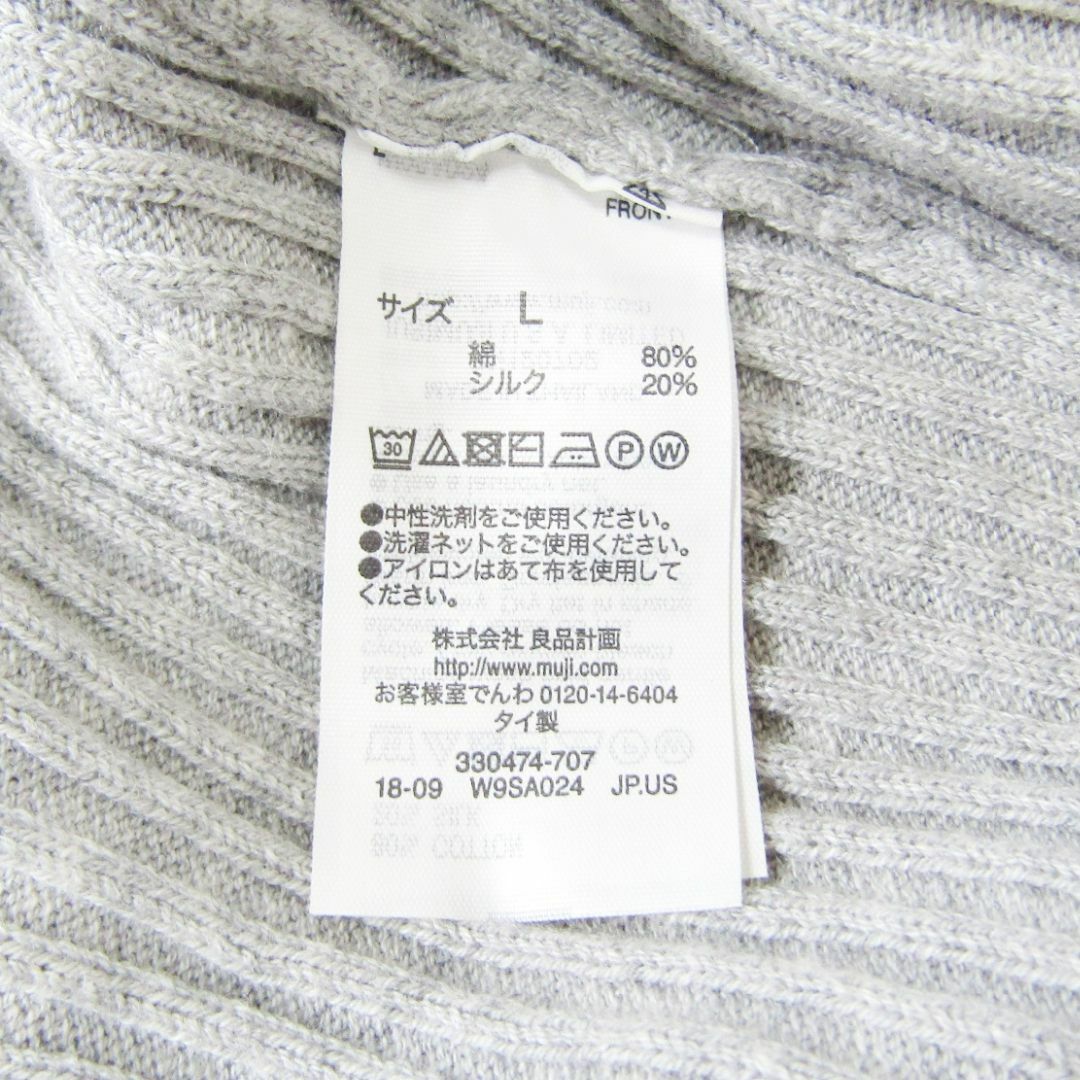 FRONT
サイズ L
綿 80%
シルク 20%
30 P W
●中性洗剤をご使用ください。
●洗濯ネットをご使用ください。
●アイロンはあて布を使用して
ください。
株式会社 良品計画
http://www.muji.com
お客様室でんわ 0120-14-6404
タイ製
330474-707
18-09 W9SA024 JP.US